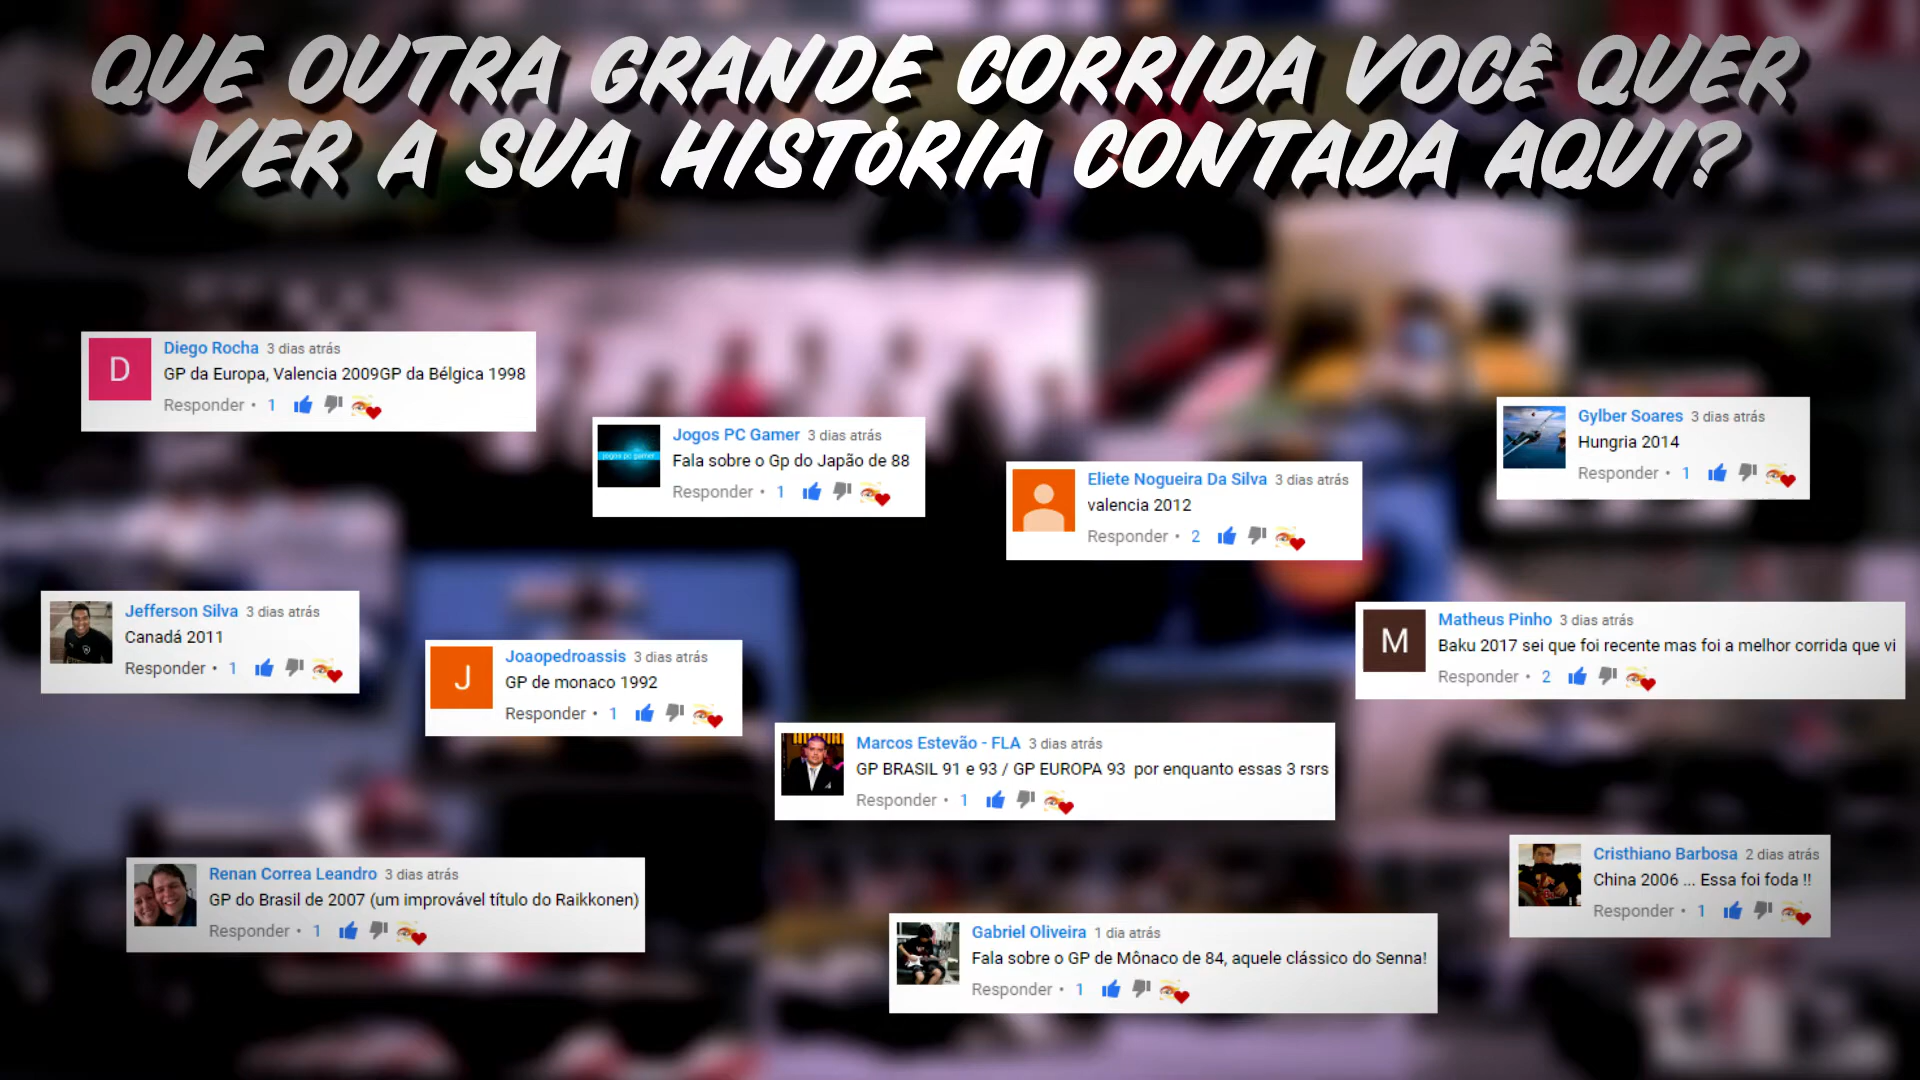 QUE OUTRA GRANDE CORRIDA VOCÊ QUER
VER A SUA HISTÓRIA CONTADA AQUI?
D
Diego Rocha 3 dias atrás
GP da Europa, Valencia 2009GP da Bélgica 1998
Responder • 1
jogos pc gamer
Jogos PC Gamer 3 dias atrás
Fala sobre o Gp do Japão de 88
Responder • 1
Eliete Nogueira Da Silva 3 dias atrás
valencia 2012
Responder • 2
Gylber Soares 3 dias atrás
Hungria 2014
Responder • 1
Jefferson Silva 3 dias atrás
Canadá 2011
Responder • 1
J
Joaopedroassis 3 dias atrás
GP de monaco 1992
Responder • 1
M
Matheus Pinho 3 dias atrás
Baku 2017 sei que foi recente mas foi a melhor corrida que vi
Responder • 2
Marcos Estevão - FLA 3 dias atrás
GP BRASIL 91 e 93 / GP EUROPA 93 por enquanto essas 3 rsrs
Responder • 1
Renan Correa Leandro 3 dias atrás
GP do Brasil de 2007 (um improvável título do Raikkonen)
Responder • 1
Gabriel Oliveira 1 dia atrás
Fala sobre o GP de Mônaco de 84, aquele clássico do Senna!
Responder • 1
Cristhiano Barbosa 2 dias atrás
China 2006 ... Essa foi foda !!
Responder • 1